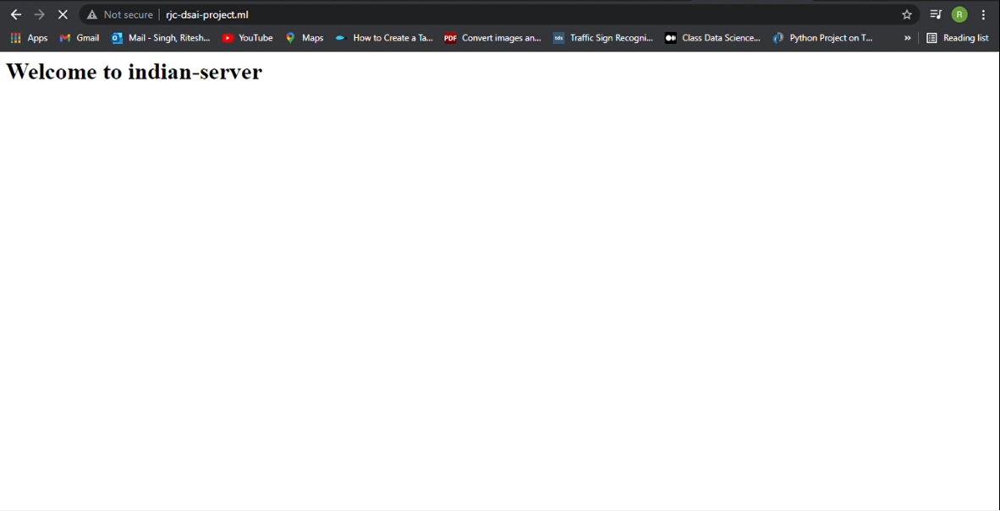 Not secure rjc-dsai-project.ml R
Apps Gmail Mail - Singh, Ritesh... YouTube Maps How to Create a Ta... PDF Convert images an... tds Traffic Sign Recogni... Class Data Science... Python Project on T... » Reading list
Welcome to indian-server